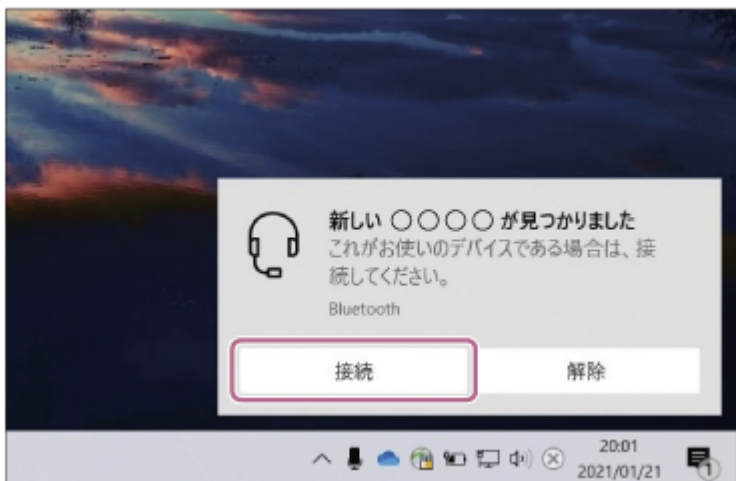 新しい 〇〇〇〇 が見つかりました
これがお使いのデバイスである場合は、接
続してください。
Bluetooth
接続
解除
20:01
2021/01/21
1